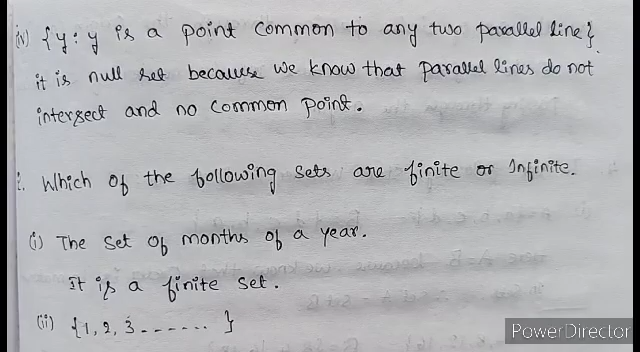 iv) {y: y is a point common to any two parallel line}
it is null set because we know that parallel lines do not
intersect and no common point.
2. Which of the following sets are finite or Infinite.
(i) The set of months of a year.
It is a finite set.
(ii) {1, 2, 3 - - - - - - }
PowerDirector